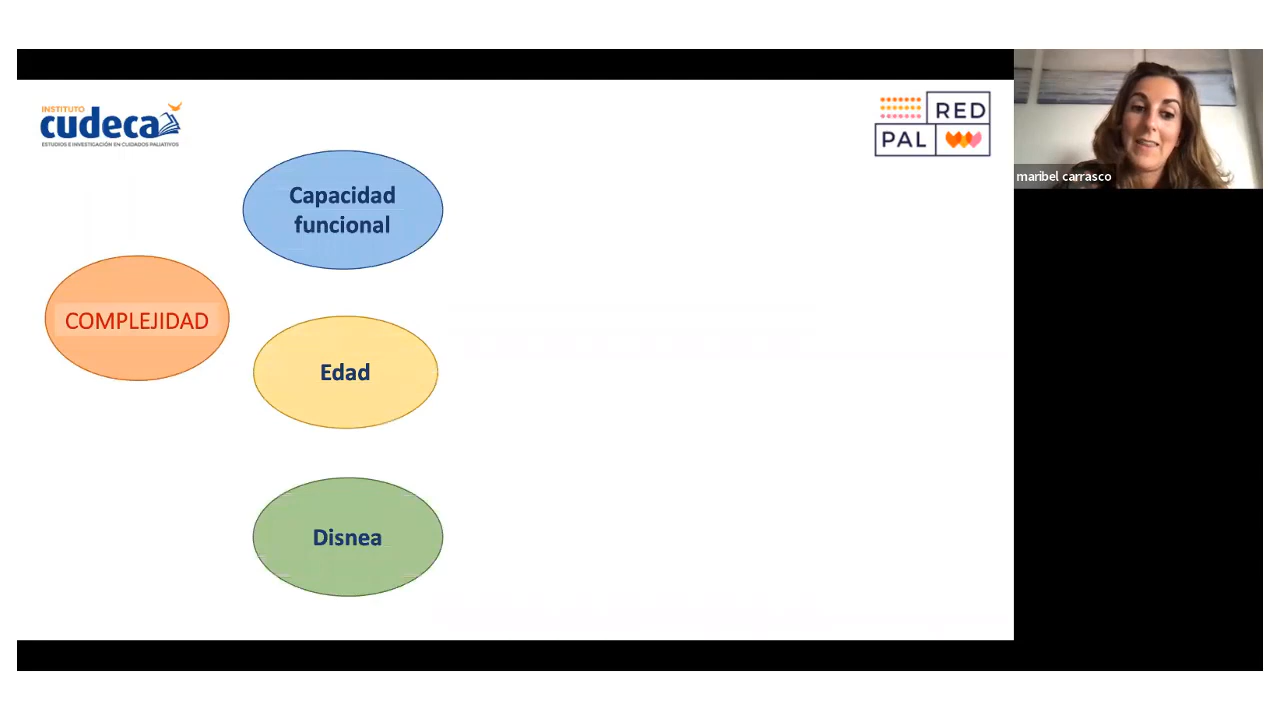 INSTITUTO
cudeca
ESTUDIOS E INVESTIGACIÓN EN CUIDADOS PALIATIVOS
RED
PAL
maribel carrasco
Capacidad
funcional
COMPLEJIDAD
Edad
Disnea